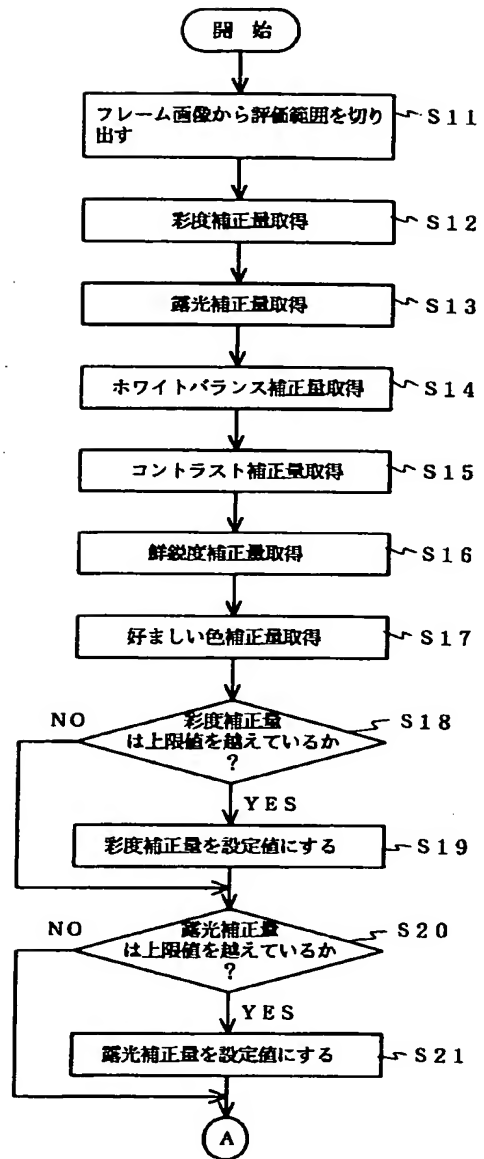 開 始
フレーム画像から評価範囲を切り
出す
S11
彩度補正量取得
S12
露光補正量取得
S13
ホワイトバランス補正量取得
S14
コントラスト補正量取得
S15
鮮鋭度補正量取得
S16
好ましい色補正量取得
S17
NO
彩度補正量
は上限値を越えているか
?
S18
YES
彩度補正量を設定値にする
S19
NO
露光補正量
は上限値を越えているか
?
S20
YES
露光補正量を設定値にする
S21
A